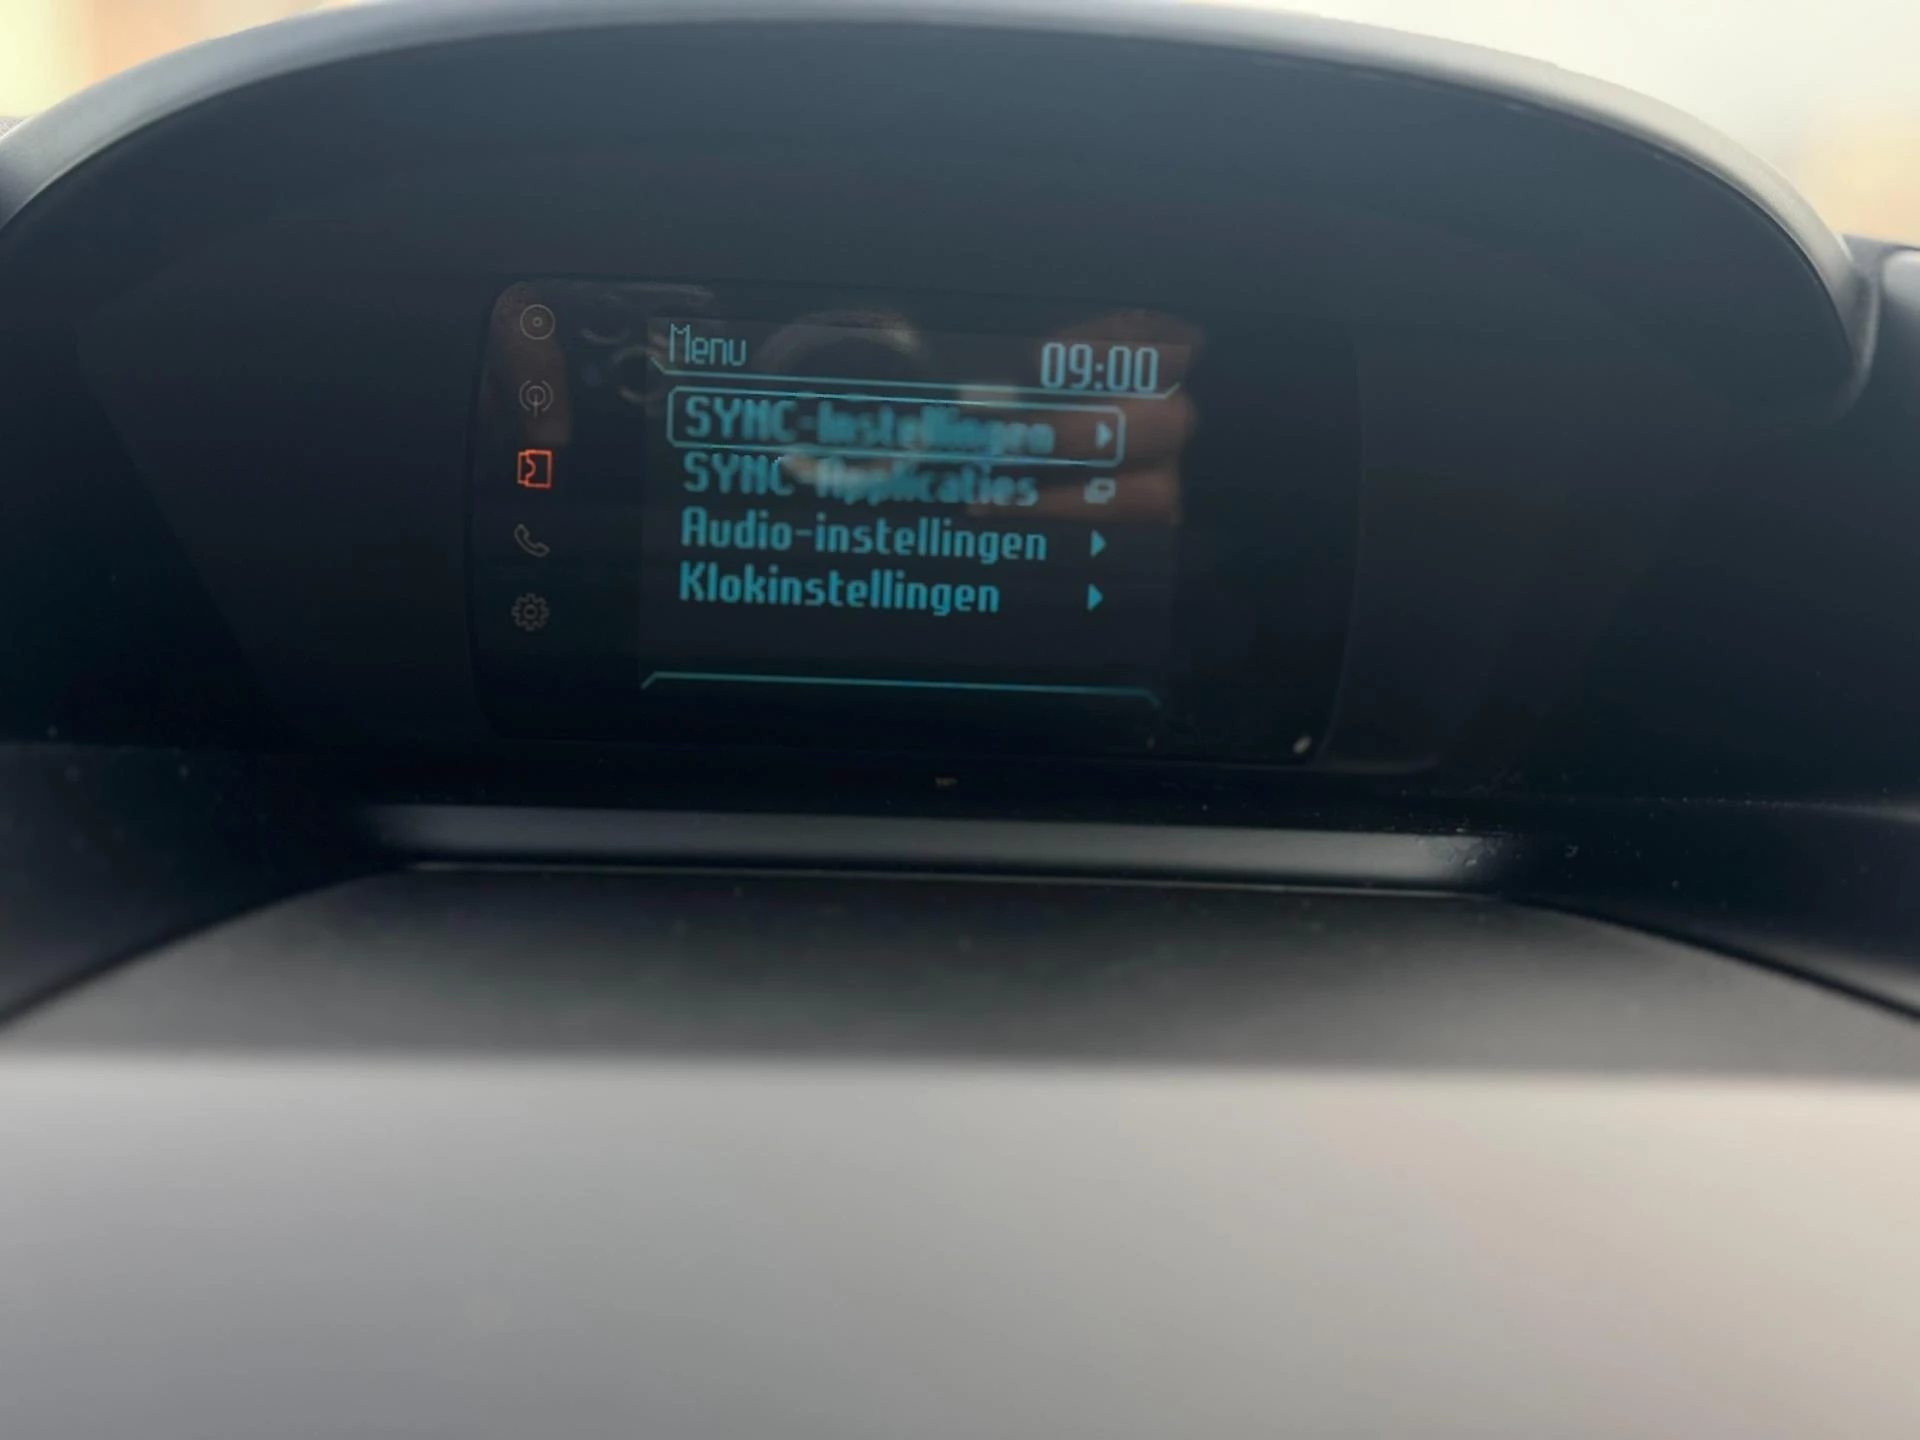 Menu
09:00
SYNC-Instellingen
SYNC-Applicaties
Audio-instellingen
Klokinstellingen